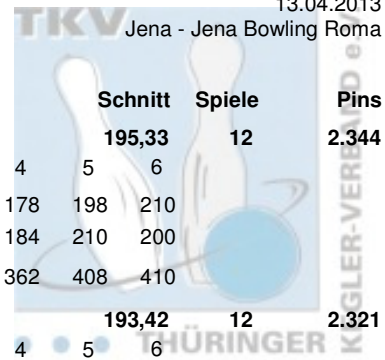 13.04.2013
TKV
Jena - Jena Bowling Roma
Schnitt Spiele Pins
195,33 12 2.344
4 5 6
178 198 210
184 210 200
362 408 410
193,42 12 2.321
4 5 6
THÜRINGER
KEGLER-VERBAND e.V.